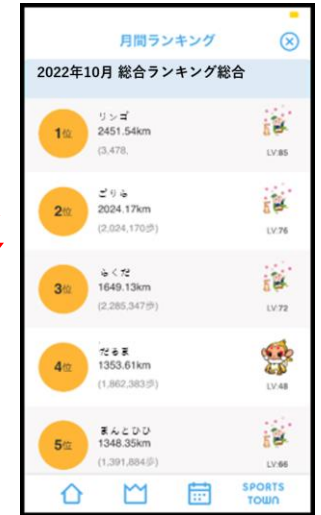 月間ランキング
2022年10月 総合ランキング総合
1位
リンゴ
2451.54km
(3,478,
LV:85
2位
ごりら
2024.17km
(2,024,170歩)
LV:76
3位
らくだ
1649.13km
(2,285,347歩)
LV:72
4位
だるま
1353.61km
(1,862,383歩)
LV:48
5位
まんとひひ
1348.35km
(1,391,884歩)
LV:66
SPORTS
TOWN